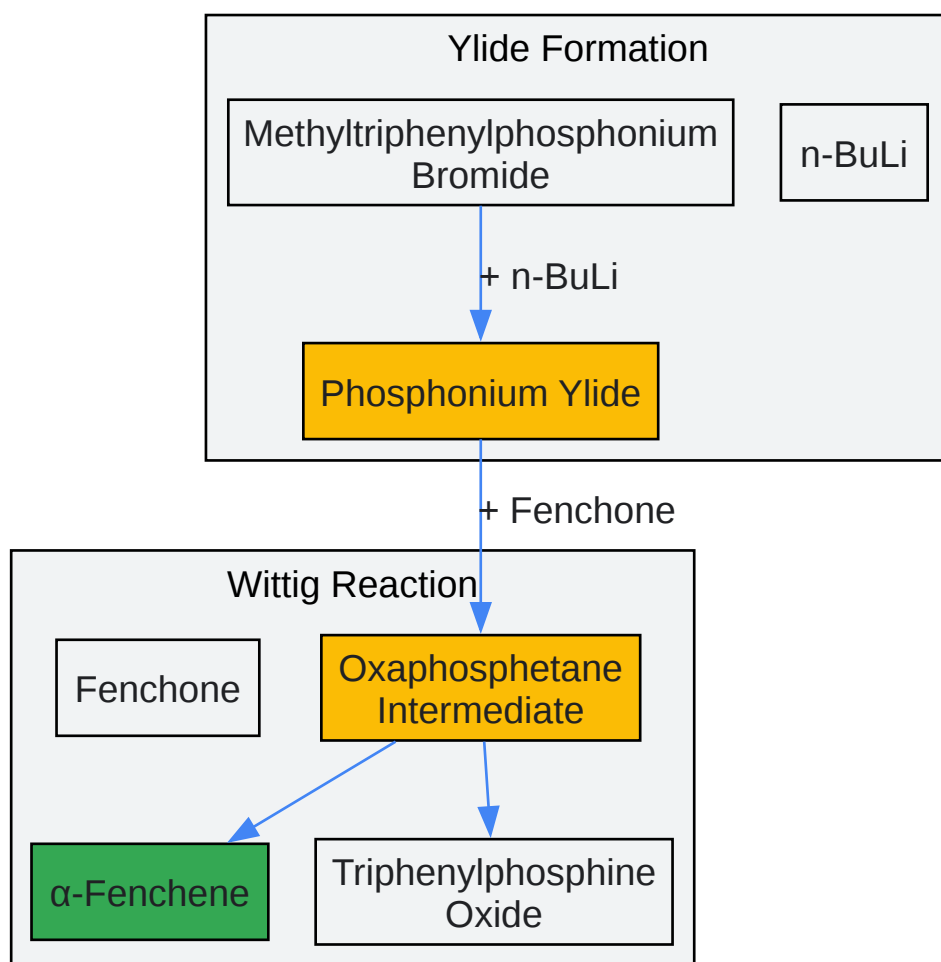 Ylide Formation
Methyltriphenylphosphonium
Bromide
n-BuLi
+ n-BuLi
Phosphonium Ylide
+ Fenchone
Wittig Reaction
Fenchone
Oxaphosphetane
Intermediate
α-Fenchene
Triphenylphosphine
Oxide